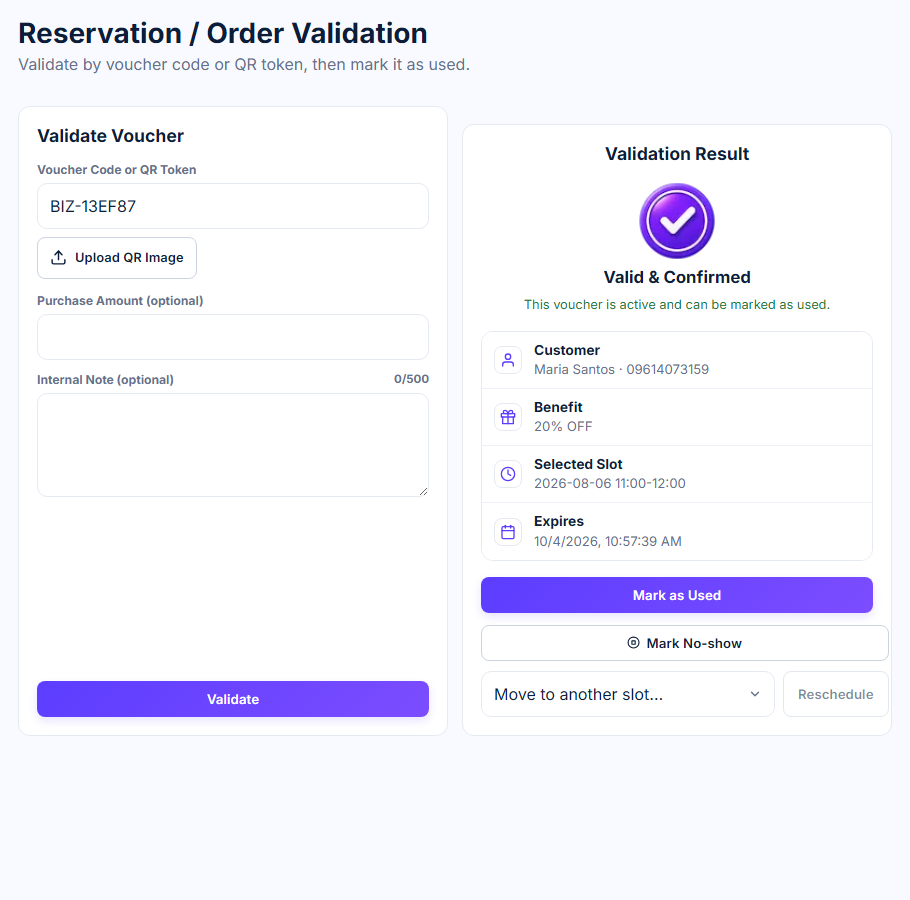 Reservation / Order Validation
Validate by voucher code or QR token, then mark it as used.
Validate Voucher
Voucher Code or QR Token
BIZ-13EF87
Upload QR Image
Purchase Amount (optional)
Internal Note (optional)
0/500
Validate
Validation Result
Valid & Confirmed
This voucher is active and can be marked as used.
Customer
Maria Santos · 09614073159
Benefit
20% OFF
Selected Slot
2026-08-06 11:00-12:00
Expires
10/4/2026, 10:57:39 AM
Mark as Used
Mark No-show
Move to another slot...
Reschedule